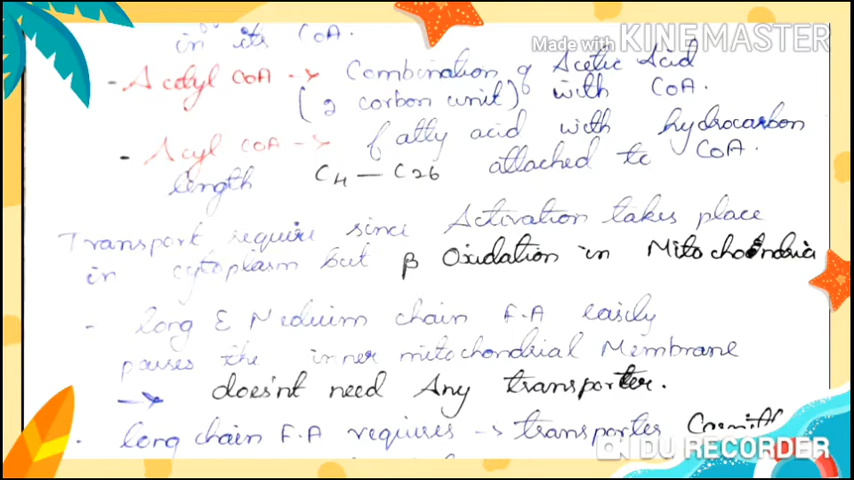 in its CoA.
Made with KINEMASTER
- Acetyl CoA -> Combination of Acetic Acid
(2 corbon unit) with CoA.
- Acyl CoA -> fatty acid with hydrocarbon
length C4 - C26 attached to CoA.
Transport require since Activation takes place
in cytoplasm but β Oxidation in Mitochondria
- long & Medium chain F.A easily
passes the inner mitochondrial Membrane
-> does'nt need Any transporter.
- long chain F.A requires -> transporter
DU RECORDER